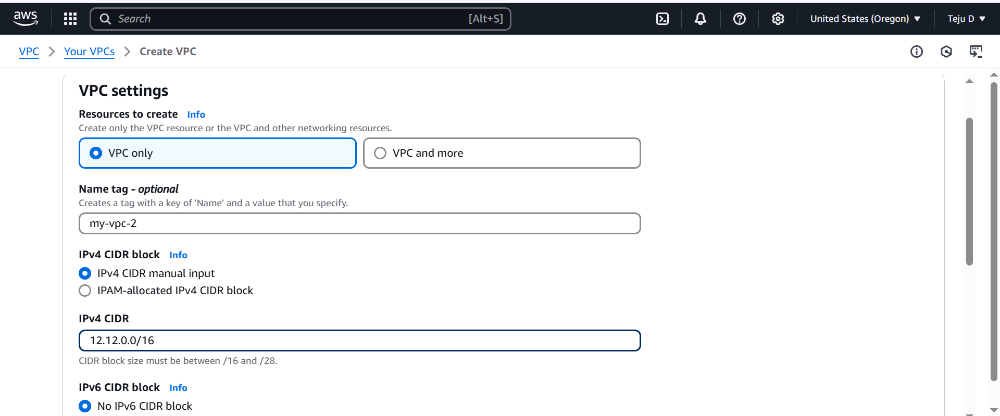 aws Search [Alt+S] United States (Oregon) Teju D
VPC Your VPCs Create VPC
VPC settings
Resources to create Info
Create only the VPC resource or the VPC and other networking resources.
VPC only VPC and more
Name tag - optional
Creates a tag with a key of 'Name' and a value that you specify.
my-vpc-2
IPv4 CIDR block Info
IPv4 CIDR manual input
IPAM-allocated IPv4 CIDR block
IPv4 CIDR
12.12.0.0/16
CIDR block size must be between /16 and /28.
IPv6 CIDR block Info
No IPv6 CIDR block